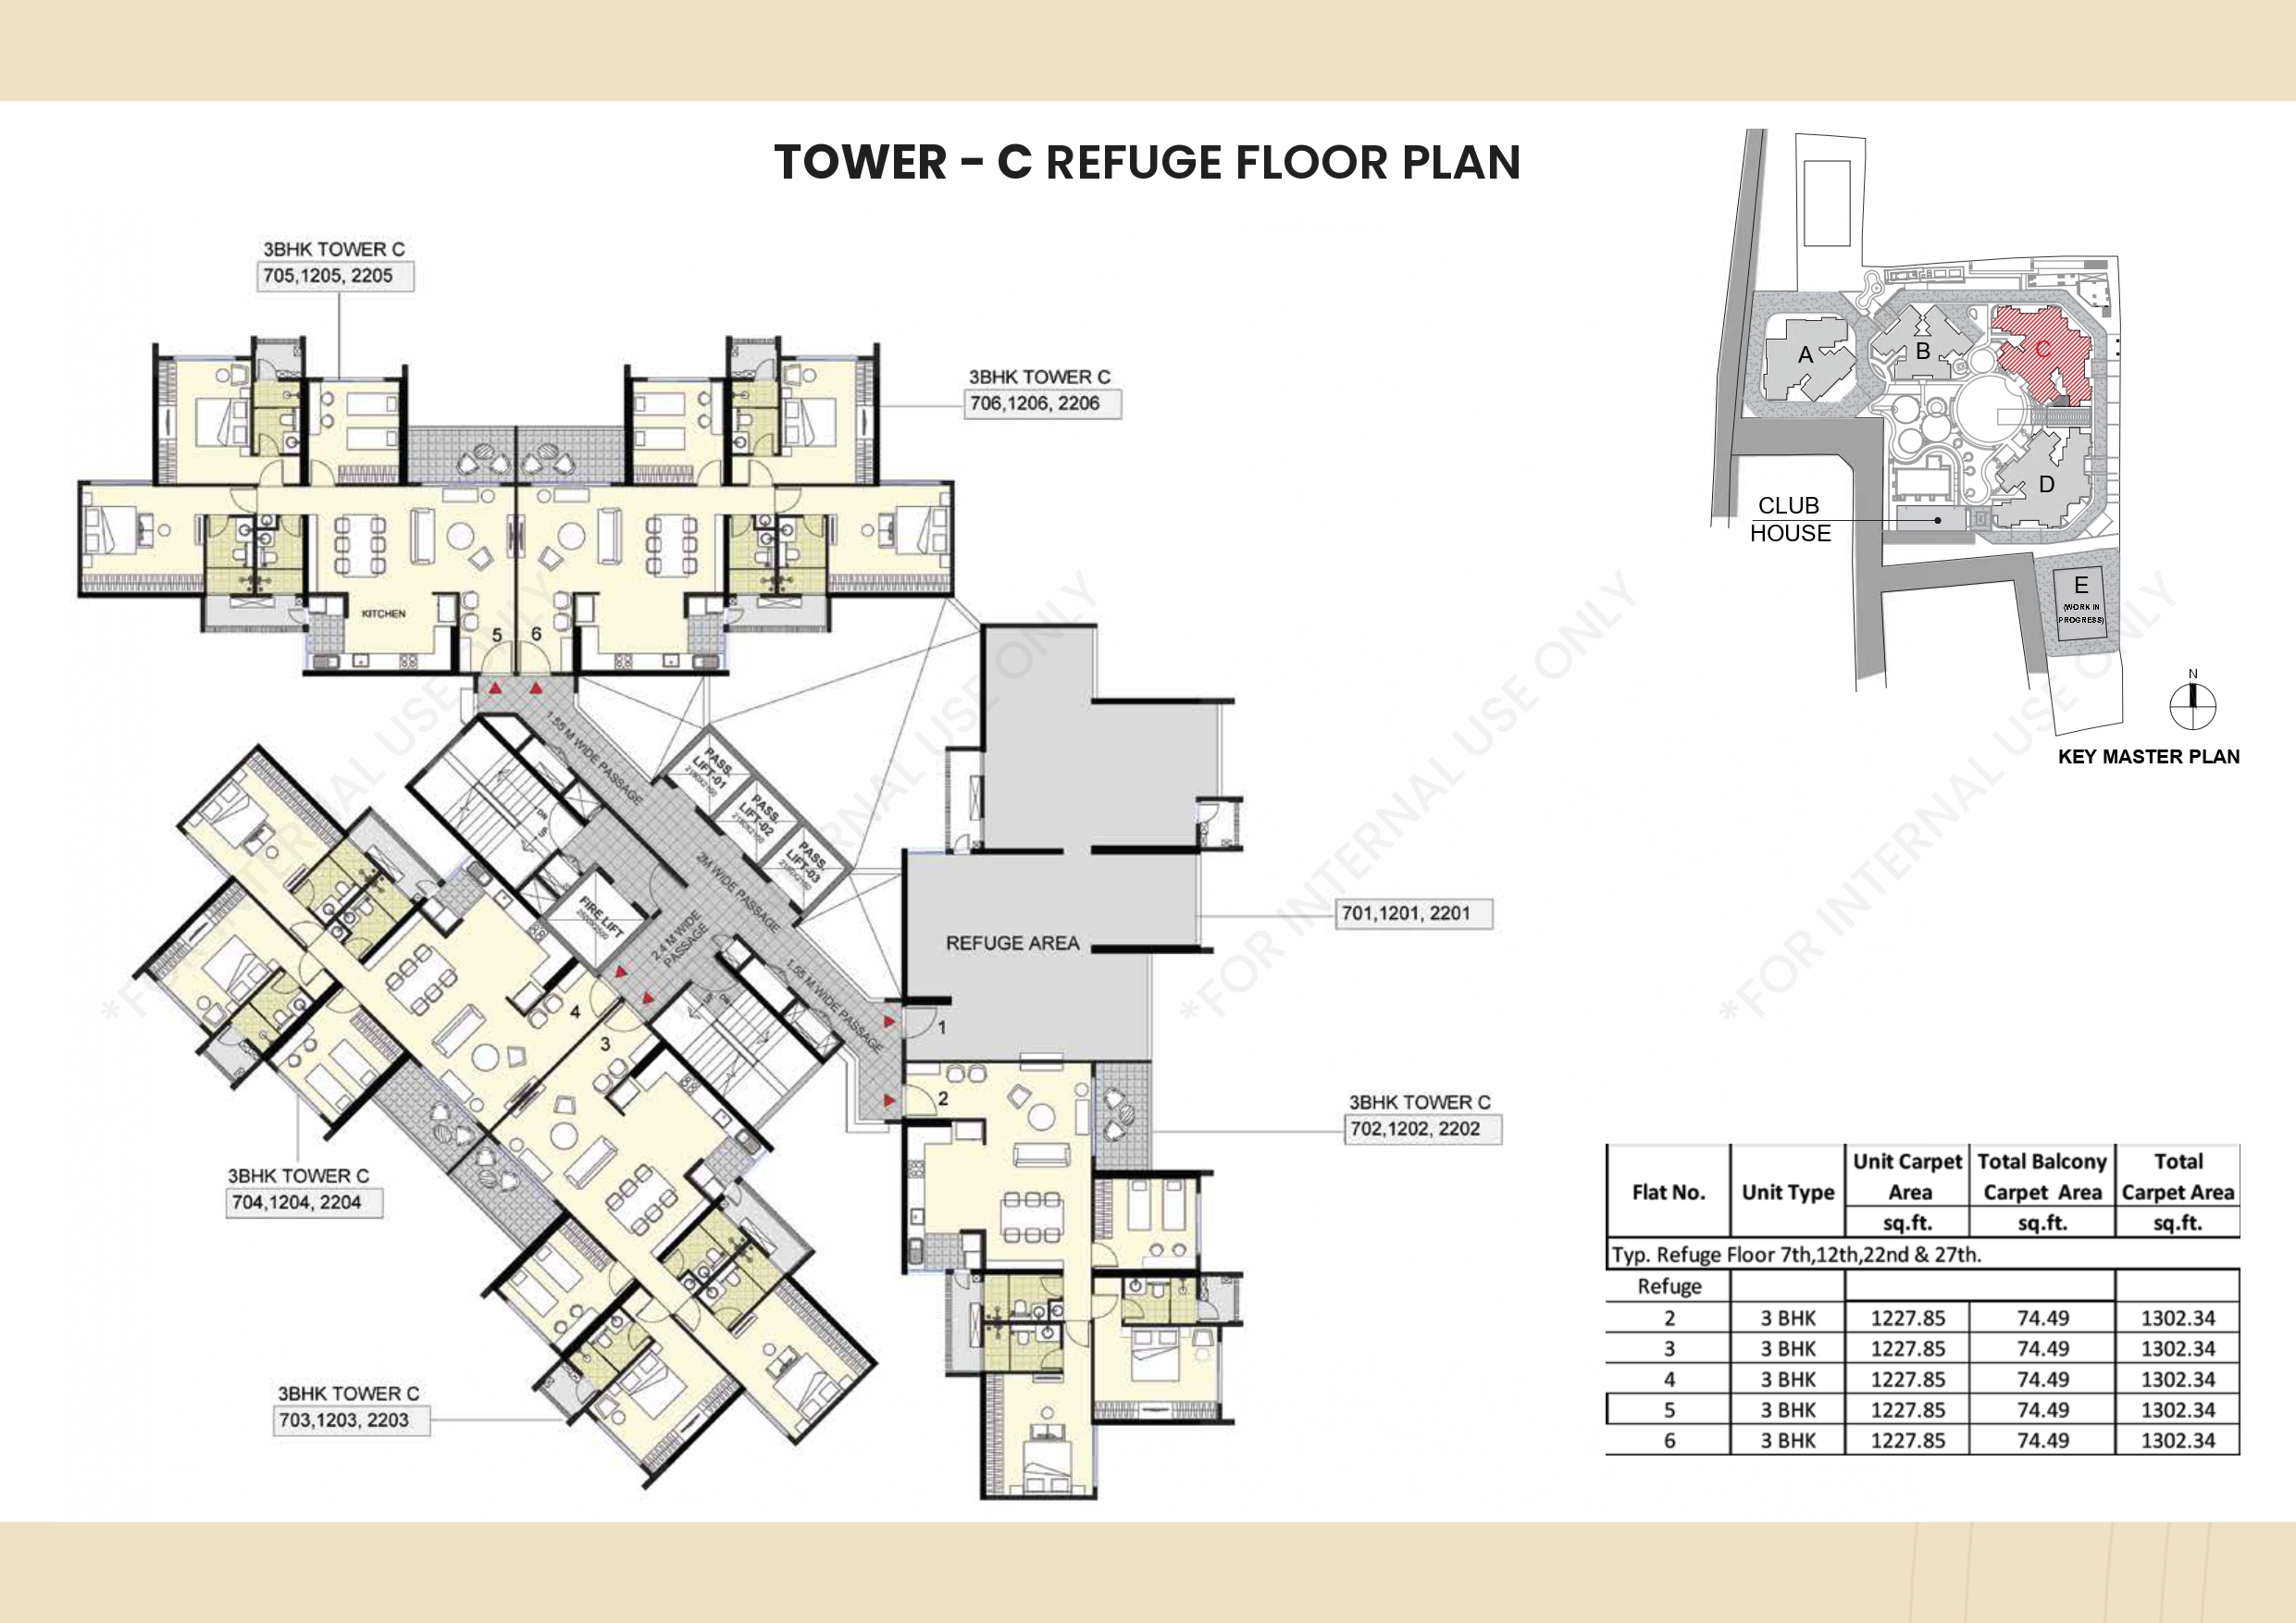 TOWER – C REFUGE FLOOR PLAN
3BHK TOWER C
705,1205, 2205
3BHK TOWER C
706,1206, 2206
KITCHEN
5
6
1.55 M WIDE PASSAGE
PASS.
LIFT-01
PASS.
LIFT-02
PASS.
LIFT-03
2M WIDE PASSAGE
FIRE LIFT
2.4 M WIDE
PASSAGE
1.55 M WIDE PASSAGE
DN
DN
REFUGE AREA
701,1201, 2201
1
2
3
4
3BHK TOWER C
702,1202, 2202
3BHK TOWER C
704,1204, 2204
3BHK TOWER C
703,1203, 2203
A
B
C
D
CLUB
HOUSE
E
(WORK IN
PROGRESS)
N
KEY MASTER PLAN
Flat No. Unit Type Unit Carpet Area Total Balcony Carpet Area Total Carpet Area
sq.ft. sq.ft. sq.ft.
Typ. Refuge Floor 7th,12th,22nd & 27th.
Refuge
2 3 BHK 1227.85 74.49 1302.34
3 3 BHK 1227.85 74.49 1302.34
4 3 BHK 1227.85 74.49 1302.34
5 3 BHK 1227.85 74.49 1302.34
6 3 BHK 1227.85 74.49 1302.34
*FOR INTERNAL USE ONLY
*FOR INTERNAL USE ONLY
*FOR INTERNAL USE ONLY
*FOR INTERNAL USE ONLY